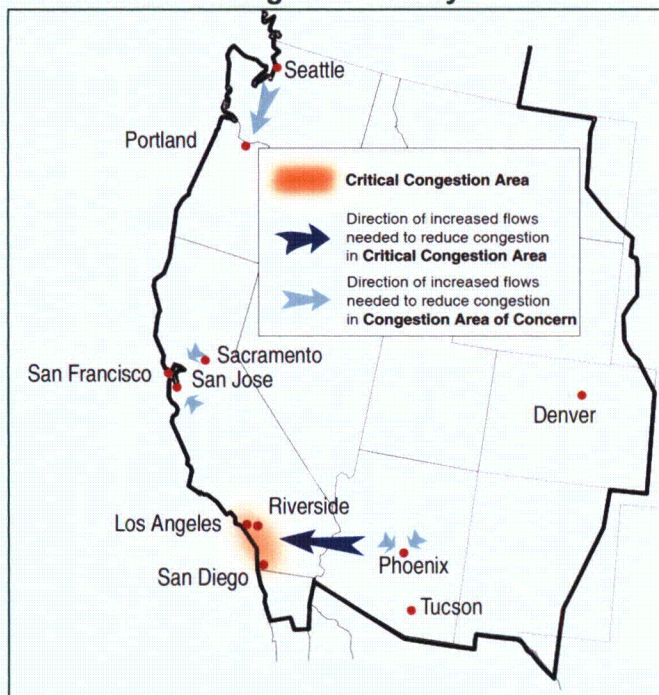 Seattle
Portland
Critical Congestion Area
Direction of increased flows
needed to reduce congestion
in Critical Congestion Area
Direction of increased flows
needed to reduce congestion
in Congestion Area of Concern
Sacramento
San Francisco
San Jose
Denver
Riverside
Los Angeles
Phoenix
San Diego
Tucson